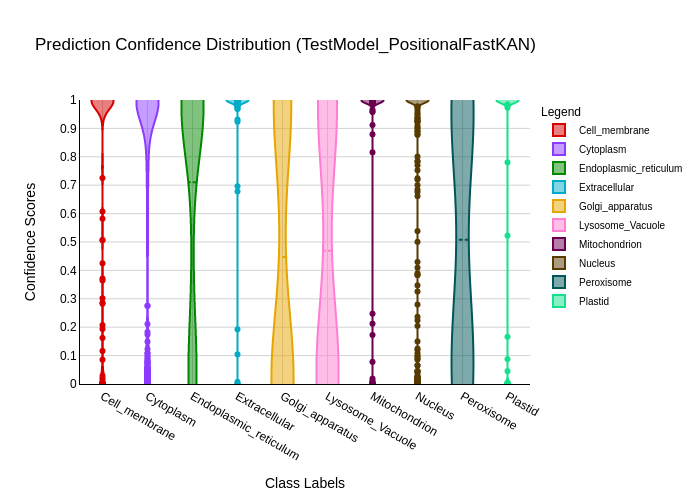 Prediction Confidence Distribution (TestModel_PositionalFastKAN)
Legend
Cell_membrane
Cytoplasm
Endoplasmic_reticulum
Extracellular
Golgi_apparatus
Lysosome_Vacuole
Mitochondrion
Nucleus
Peroxisome
Plastid
Confidence Scores
1
0.9
0.8
0.7
0.6
0.5
0.4
0.3
0.2
0.1
0
Cell_membrane
Cytoplasm
Endoplasmic_reticulum
Extracellular
Golgi_apparatus
Lysosome_Vacuole
Mitochondrion
Nucleus
Peroxisome
Plastid
Class Labels